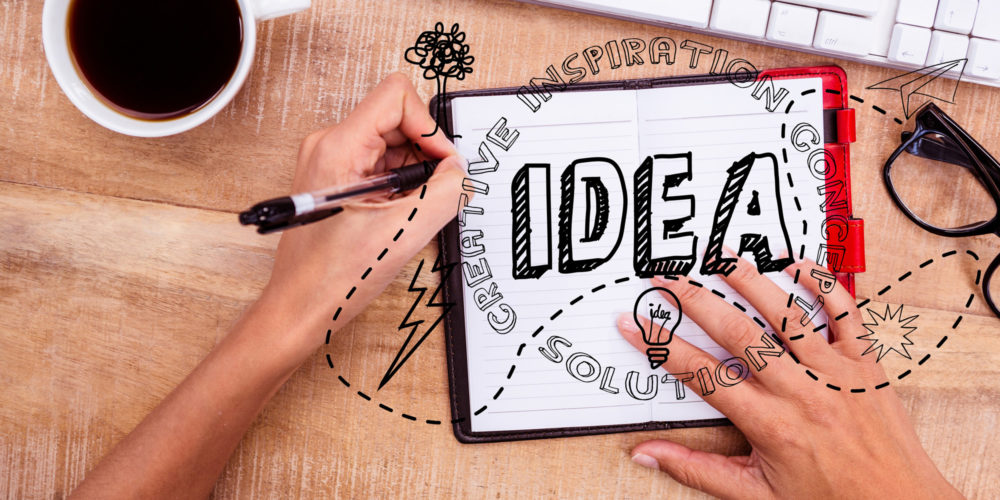 CREATIVE
INSPIRATION
CONCEPT
IDEA
idea
SOLUTION